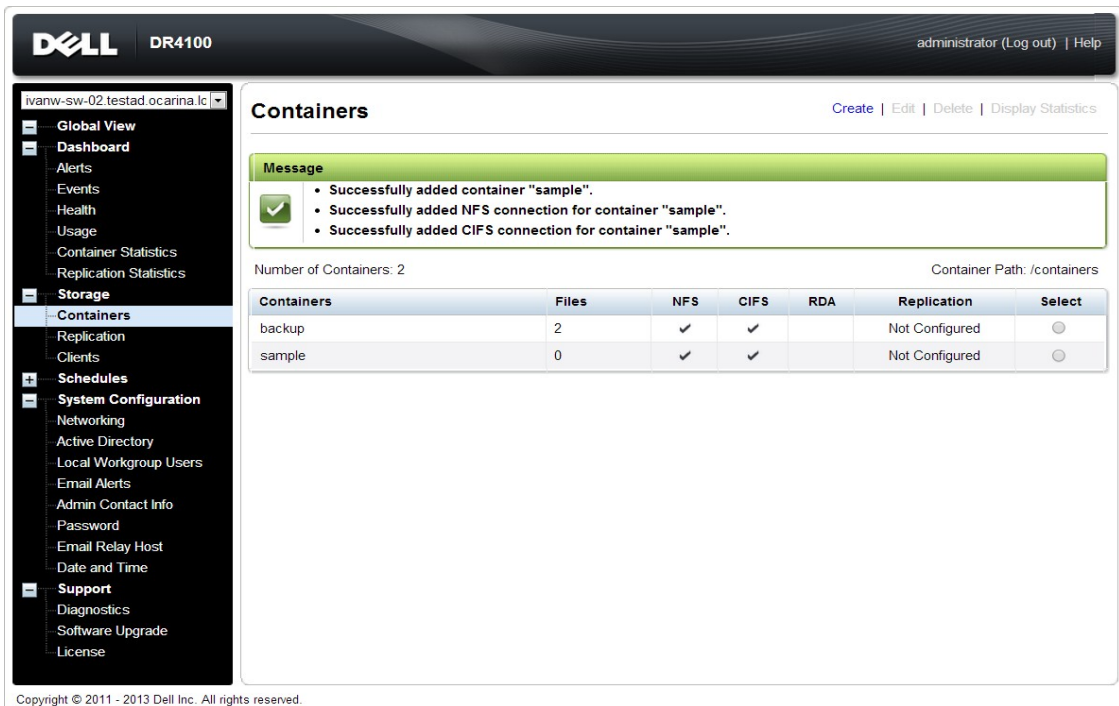 DELL DR4100 administrator (Log out) | Help
ivanw-sw-02.testad.ocarina.lc
Global View
Dashboard
Alerts
Events
Health
Usage
Container Statistics
Replication Statistics
Storage
Containers
Replication
Clients
Schedules
System Configuration
Networking
Active Directory
Local Workgroup Users
Email Alerts
Admin Contact Info
Password
Email Relay Host
Date and Time
Support
Diagnostics
Software Upgrade
License
Containers Create | Edit | Delete | Display Statistics
Message
• Successfully added container "sample".
• Successfully added NFS connection for container "sample".
• Successfully added CIFS connection for container "sample".
Number of Containers: 2 Container Path: /containers
Containers Files NFS CIFS RDA Replication Select
backup 2 ✔ ✔ Not Configured
sample 0 ✔ ✔ Not Configured
Copyright © 2011 - 2013 Dell Inc. All rights reserved.